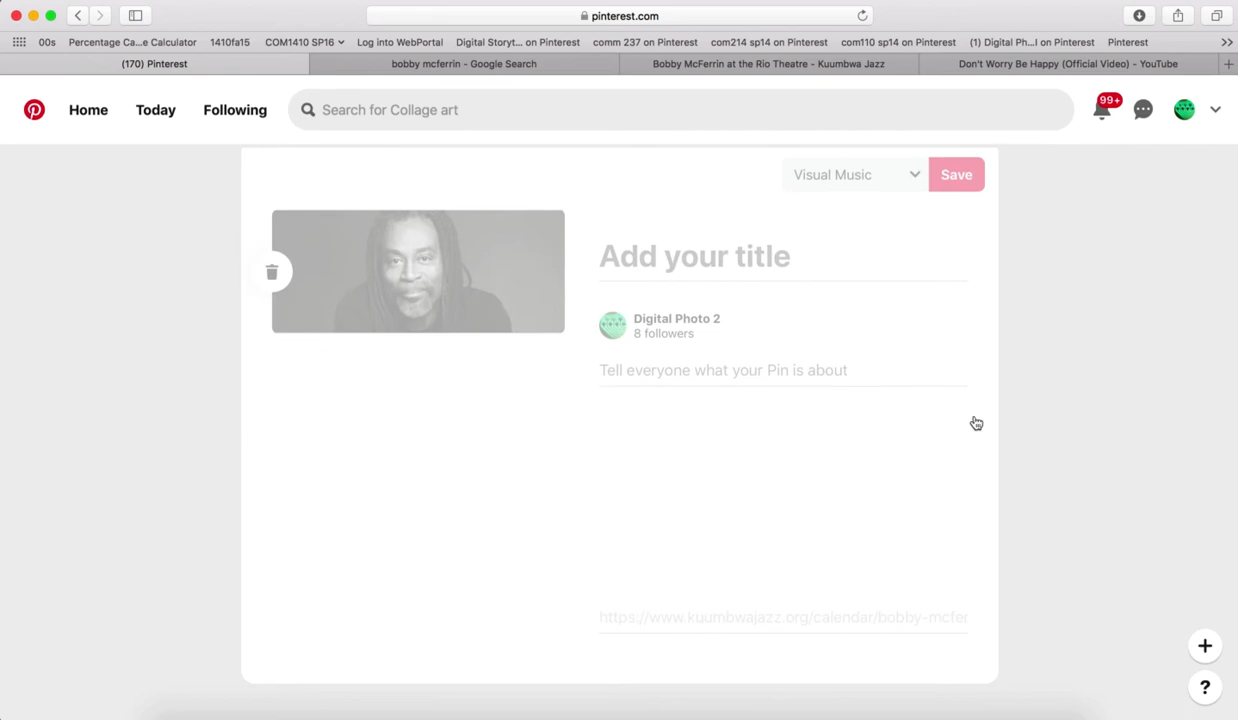 pinterest.com
00s Percentage Ca...e Calculator 1410fa15 COM1410 SP16 Log into WebPortal Digital Storyt... on Pinterest comm 237 on Pinterest com214 sp14 on Pinterest com110 sp14 on Pinterest (1) Digital Ph...l on Pinterest Pinterest
(170) Pinterest bobby mcferrin - Google Search Bobby McFerrin at the Rio Theatre - Kuumbwa Jazz Don't Worry Be Happy (Official Video) - YouTube
Home Today Following Search for Collage art 99+
Visual Music Save
Add your title
Digital Photo 2
8 followers
Tell everyone what your Pin is about
https://www.kuumbwajazz.org/calendar/bobby-mcfer
+
?